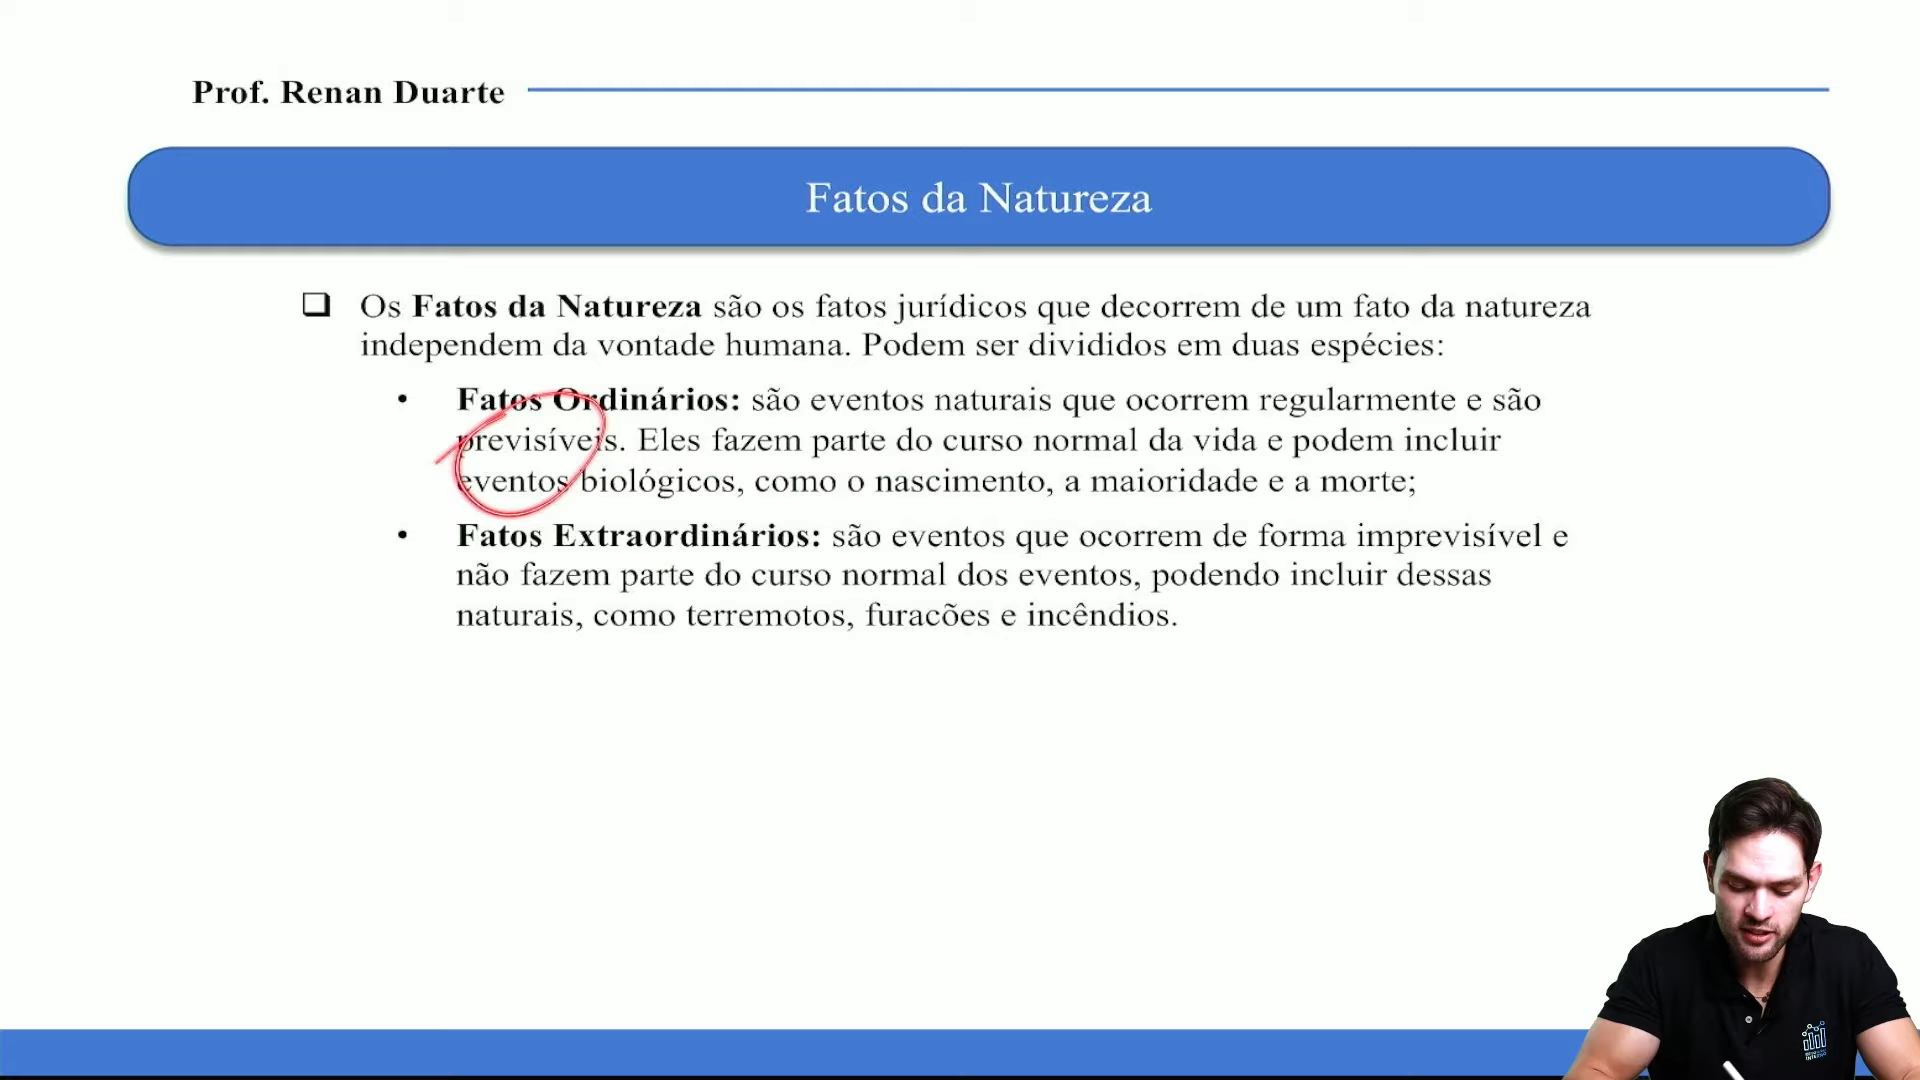 Prof. Renan Duarte
Fatos da Natureza
Os Fatos da Natureza são os fatos jurídicos que decorrem de um fato da natureza
independem da vontade humana. Podem ser divididos em duas espécies:
• Fatos Ordinários: são eventos naturais que ocorrem regularmente e são
previsíveis. Eles fazem parte do curso normal da vida e podem incluir
eventos biológicos, como o nascimento, a maioridade e a morte;
• Fatos Extraordinários: são eventos que ocorrem de forma imprevisível e
não fazem parte do curso normal dos eventos, podendo incluir dessas
naturais, como terremotos, furacões e incêndios.